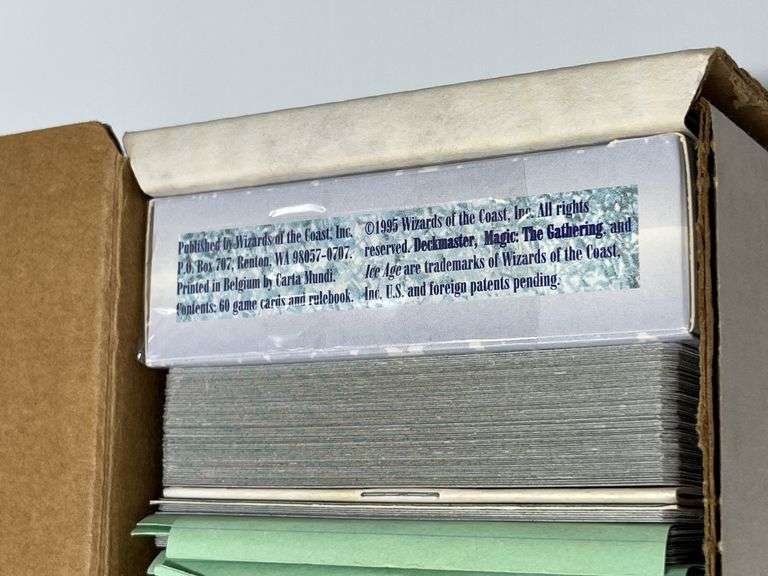 Published by Wizards of the Coast, Inc.
P.O. Box 707, Renton, WA 98057-0707.
Printed in Belgium by Carta Mundi.
Contents: 60 game cards and rulebook.
©1995 Wizards of the Coast, Inc. All rights
reserved. Deckmaster, Magic: The Gathering, and
Ice Age are trademarks of Wizards of the Coast,
Inc. U.S. and foreign patents pending.